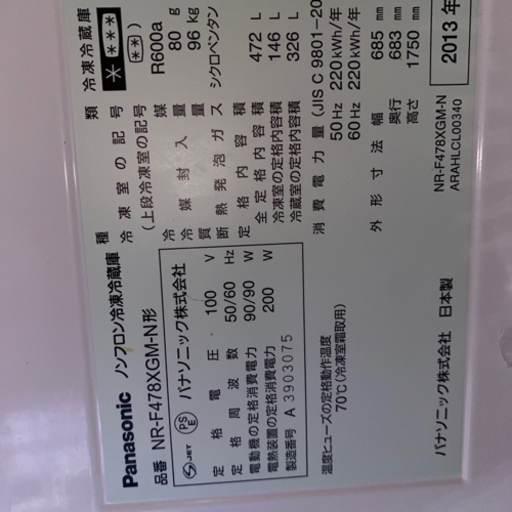 Panasonic ノンフロン冷凍冷蔵庫
品番 NR-F478XGM-N形
JET PS E パナソニック株式会社
定格電圧 100 V
定格周波数 50/60 Hz
電動機の定格消費電力 90/90 W
電熱装置の定格消費電力 200 W
製造番号 A3903075
温度ヒューズの定格動作温度
70℃(冷凍室霜取用)
パナソニック株式会社 日本製
種類 冷凍冷蔵庫
冷凍室の記号 ****
(上段冷凍室の記号 **)
冷媒 R600a
冷媒封入量 80 g
質量 96 kg
断熱発泡ガス シクロペンタン
定格内容積
全定格内容積 472 L
冷凍室の定格内容積 146 L
冷蔵室の定格内容積 326 L
消費電力量(JIS C 9801-20
50Hz 220kWh/年
60Hz 220kWh/年
外形寸法 幅 685 mm
奥行 683 mm
高さ 1750 mm
2013年
NR-F478XGM-N
ARAHLCL00340